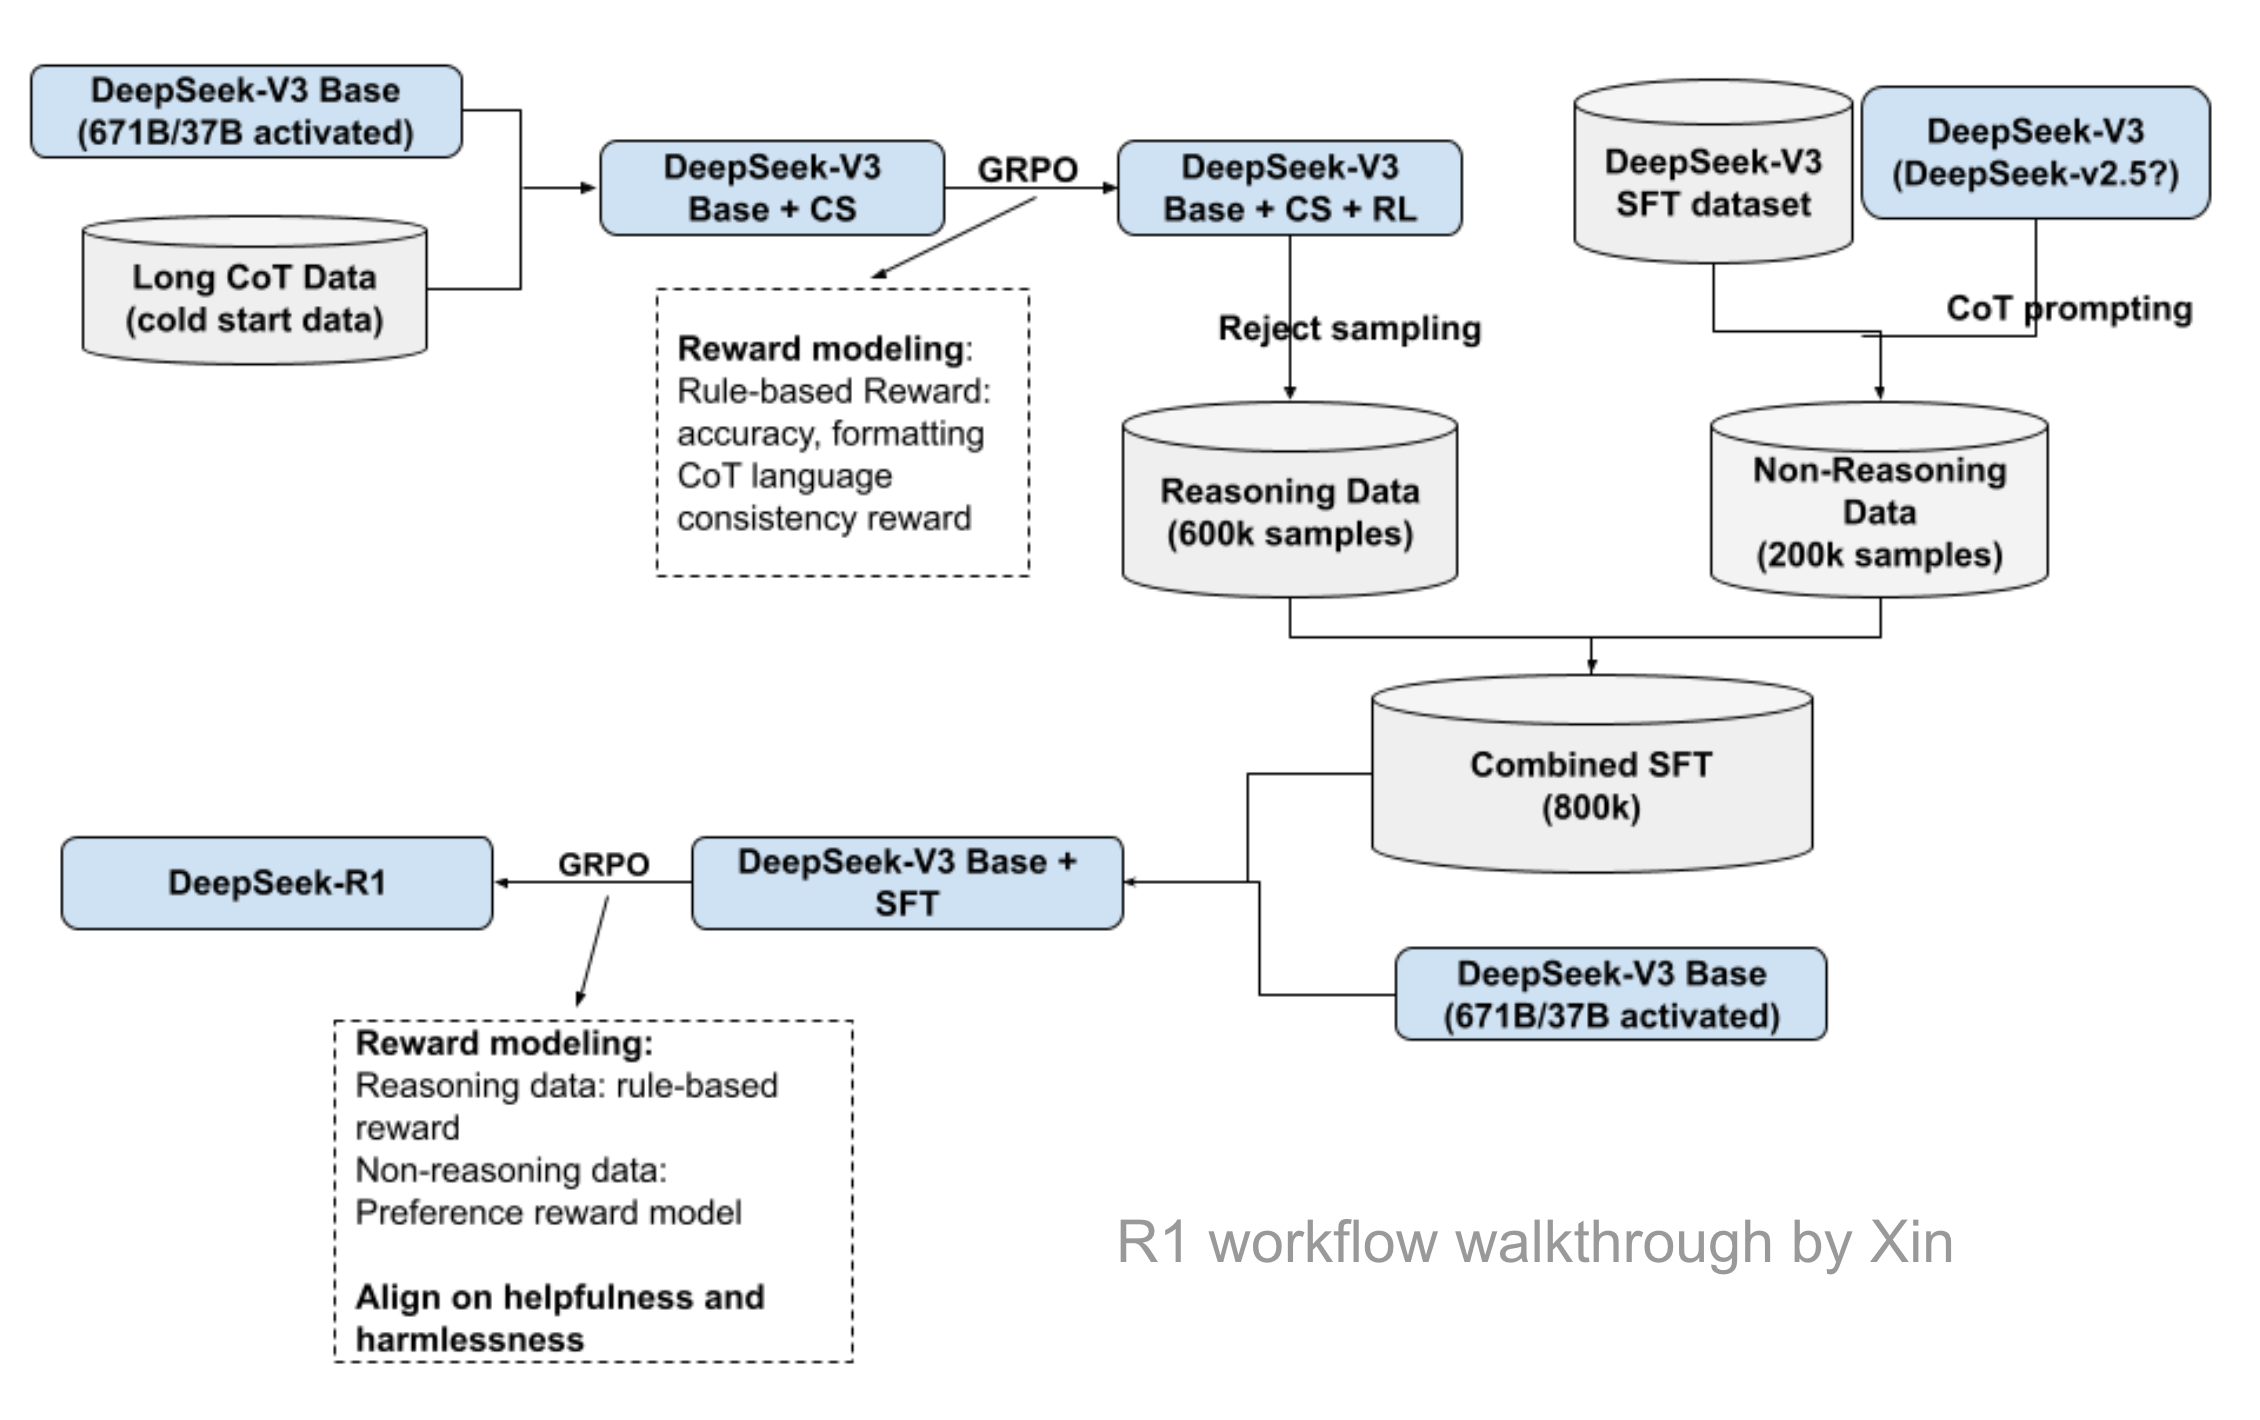 DeepSeek-V3 Base
(671B/37B activated)
Long CoT Data
(cold start data)
DeepSeek-V3
Base + CS
GRPO
DeepSeek-V3
Base + CS + RL
Reward modeling:
Rule-based Reward:
accuracy, formatting
CoT language
consistency reward
Reject sampling
DeepSeek-V3
SFT dataset
DeepSeek-V3
(DeepSeek-v2.5?)
CoT prompting
Reasoning Data
(600k samples)
Non-Reasoning
Data
(200k samples)
Combined SFT
(800k)
DeepSeek-V3 Base
(671B/37B activated)
DeepSeek-V3 Base +
SFT
GRPO
DeepSeek-R1
Reward modeling:
Reasoning data: rule-based
reward
Non-reasoning data:
Preference reward model
Align on helpfulness and
harmlessness
R1 workflow walkthrough by Xin